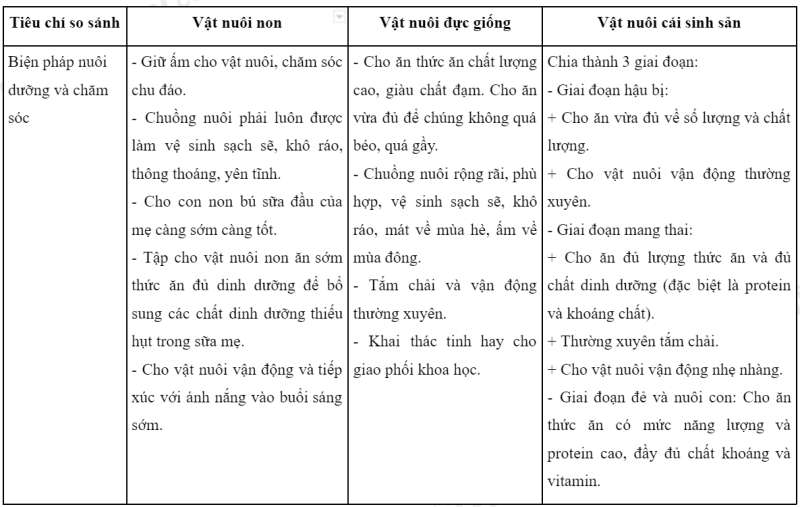 Tiêu chí so sánh
Vật nuôi non
Vật nuôi đực giống
Vật nuôi cái sinh sản
Biện pháp nuôi
dưỡng và chăm
sóc
- Giữ ấm cho vật nuôi, chăm sóc
chu đáo.
- Chuồng nuôi phải luôn được
làm vệ sinh sạch sẽ, khô ráo,
thông thoáng, yên tĩnh.
- Cho con non bú sữa đầu của
mẹ càng sớm càng tốt.
- Tập cho vật nuôi non ăn sớm
thức ăn đủ dinh dưỡng để bổ
sung các chất dinh dưỡng thiếu
hụt trong sữa mẹ.
- Cho vật nuôi vận động và tiếp
xúc với ánh nắng vào buổi sáng
sớm.
- Cho ăn thức ăn chất lượng
cao, giàu chất đạm. Cho ăn
vừa đủ để chúng không quá
béo, quá gầy.
- Chuồng nuôi rộng rãi, phù
hợp, vệ sinh sạch sẽ, khô
ráo, mát về mùa hè, ấm về
mùa đông.
- Tắm chải và vận động
thường xuyên.
- Khai thác tinh hay cho
giao phối khoa học.
Chia thành 3 giai đoạn:
- Giai đoạn hậu bị:
+ Cho ăn vừa đủ về số lượng và chất
lượng.
+ Cho vật nuôi vận động thường
xuyên.
- Giai đoạn mang thai:
+ Cho ăn đủ lượng thức ăn và đủ
chất dinh dưỡng (đặc biệt là protein
và khoáng chất).
+ Thường xuyên tắm chải.
+ Cho vật nuôi vận động nhẹ nhàng.
- Giai đoạn đẻ và nuôi con: Cho ăn
thức ăn có mức năng lượng và
protein cao, đầy đủ chất khoáng và
vitamin.